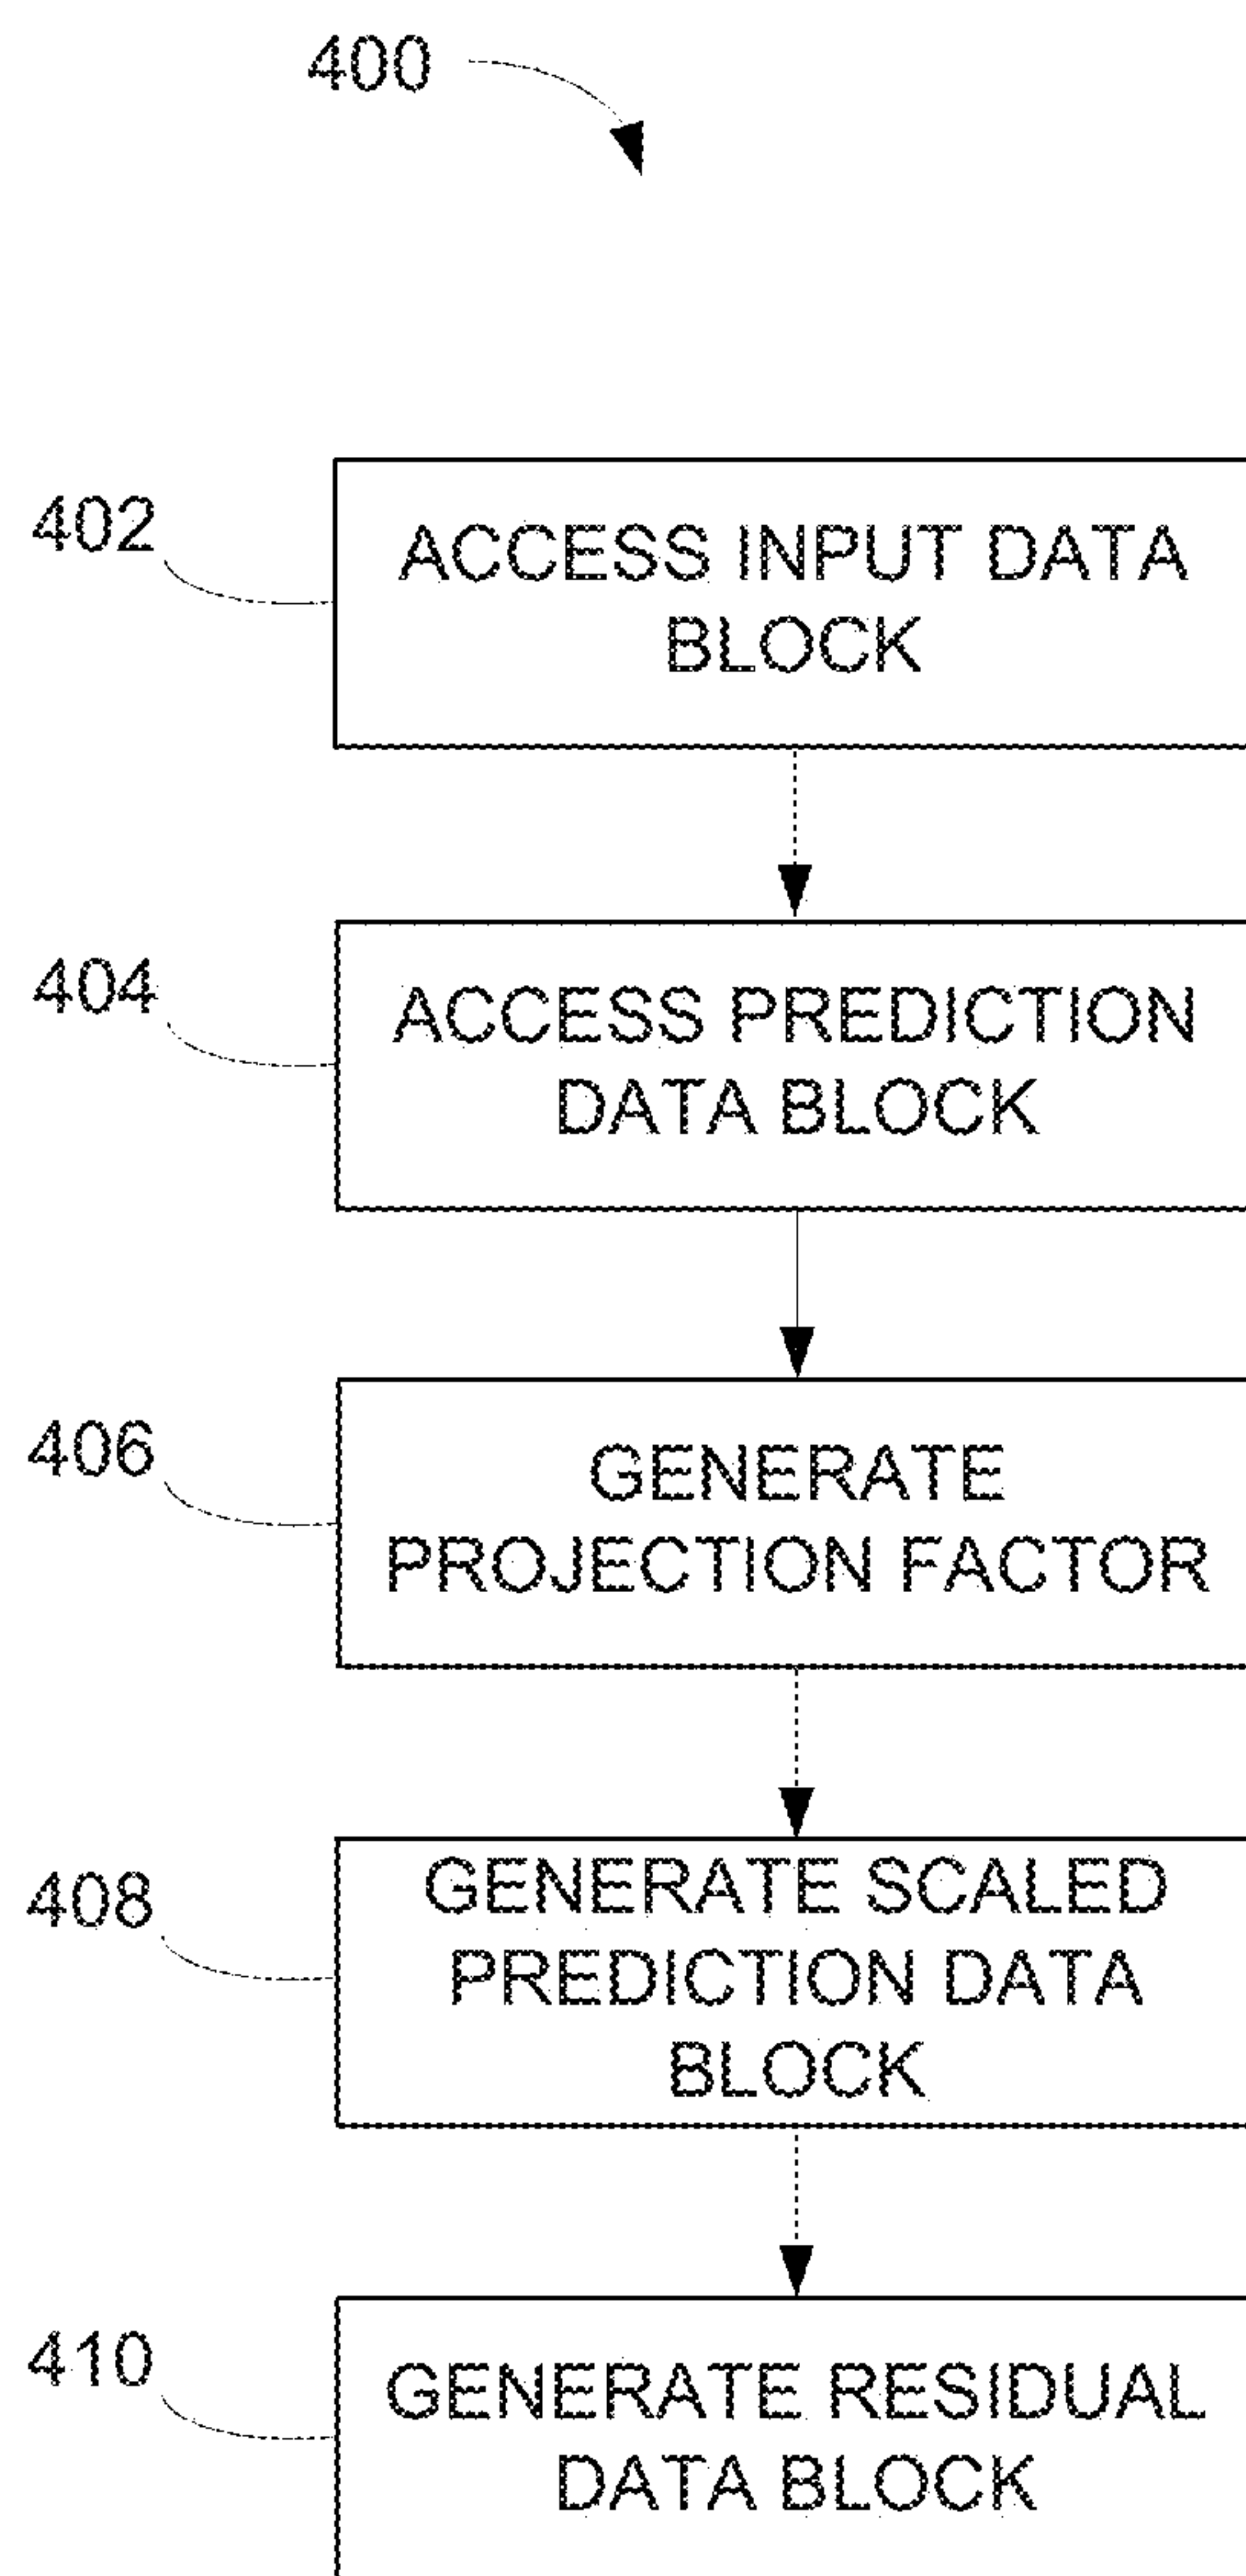 400
402
ACCESS INPUT DATA
BLOCK
404
ACCESS PREDICTION
DATA BLOCK
406
GENERATE
PROJECTION FACTOR
408
GENERATE SCALED
PREDICTION DATA
BLOCK
410
GENERATE RESIDUAL
DATA BLOCK